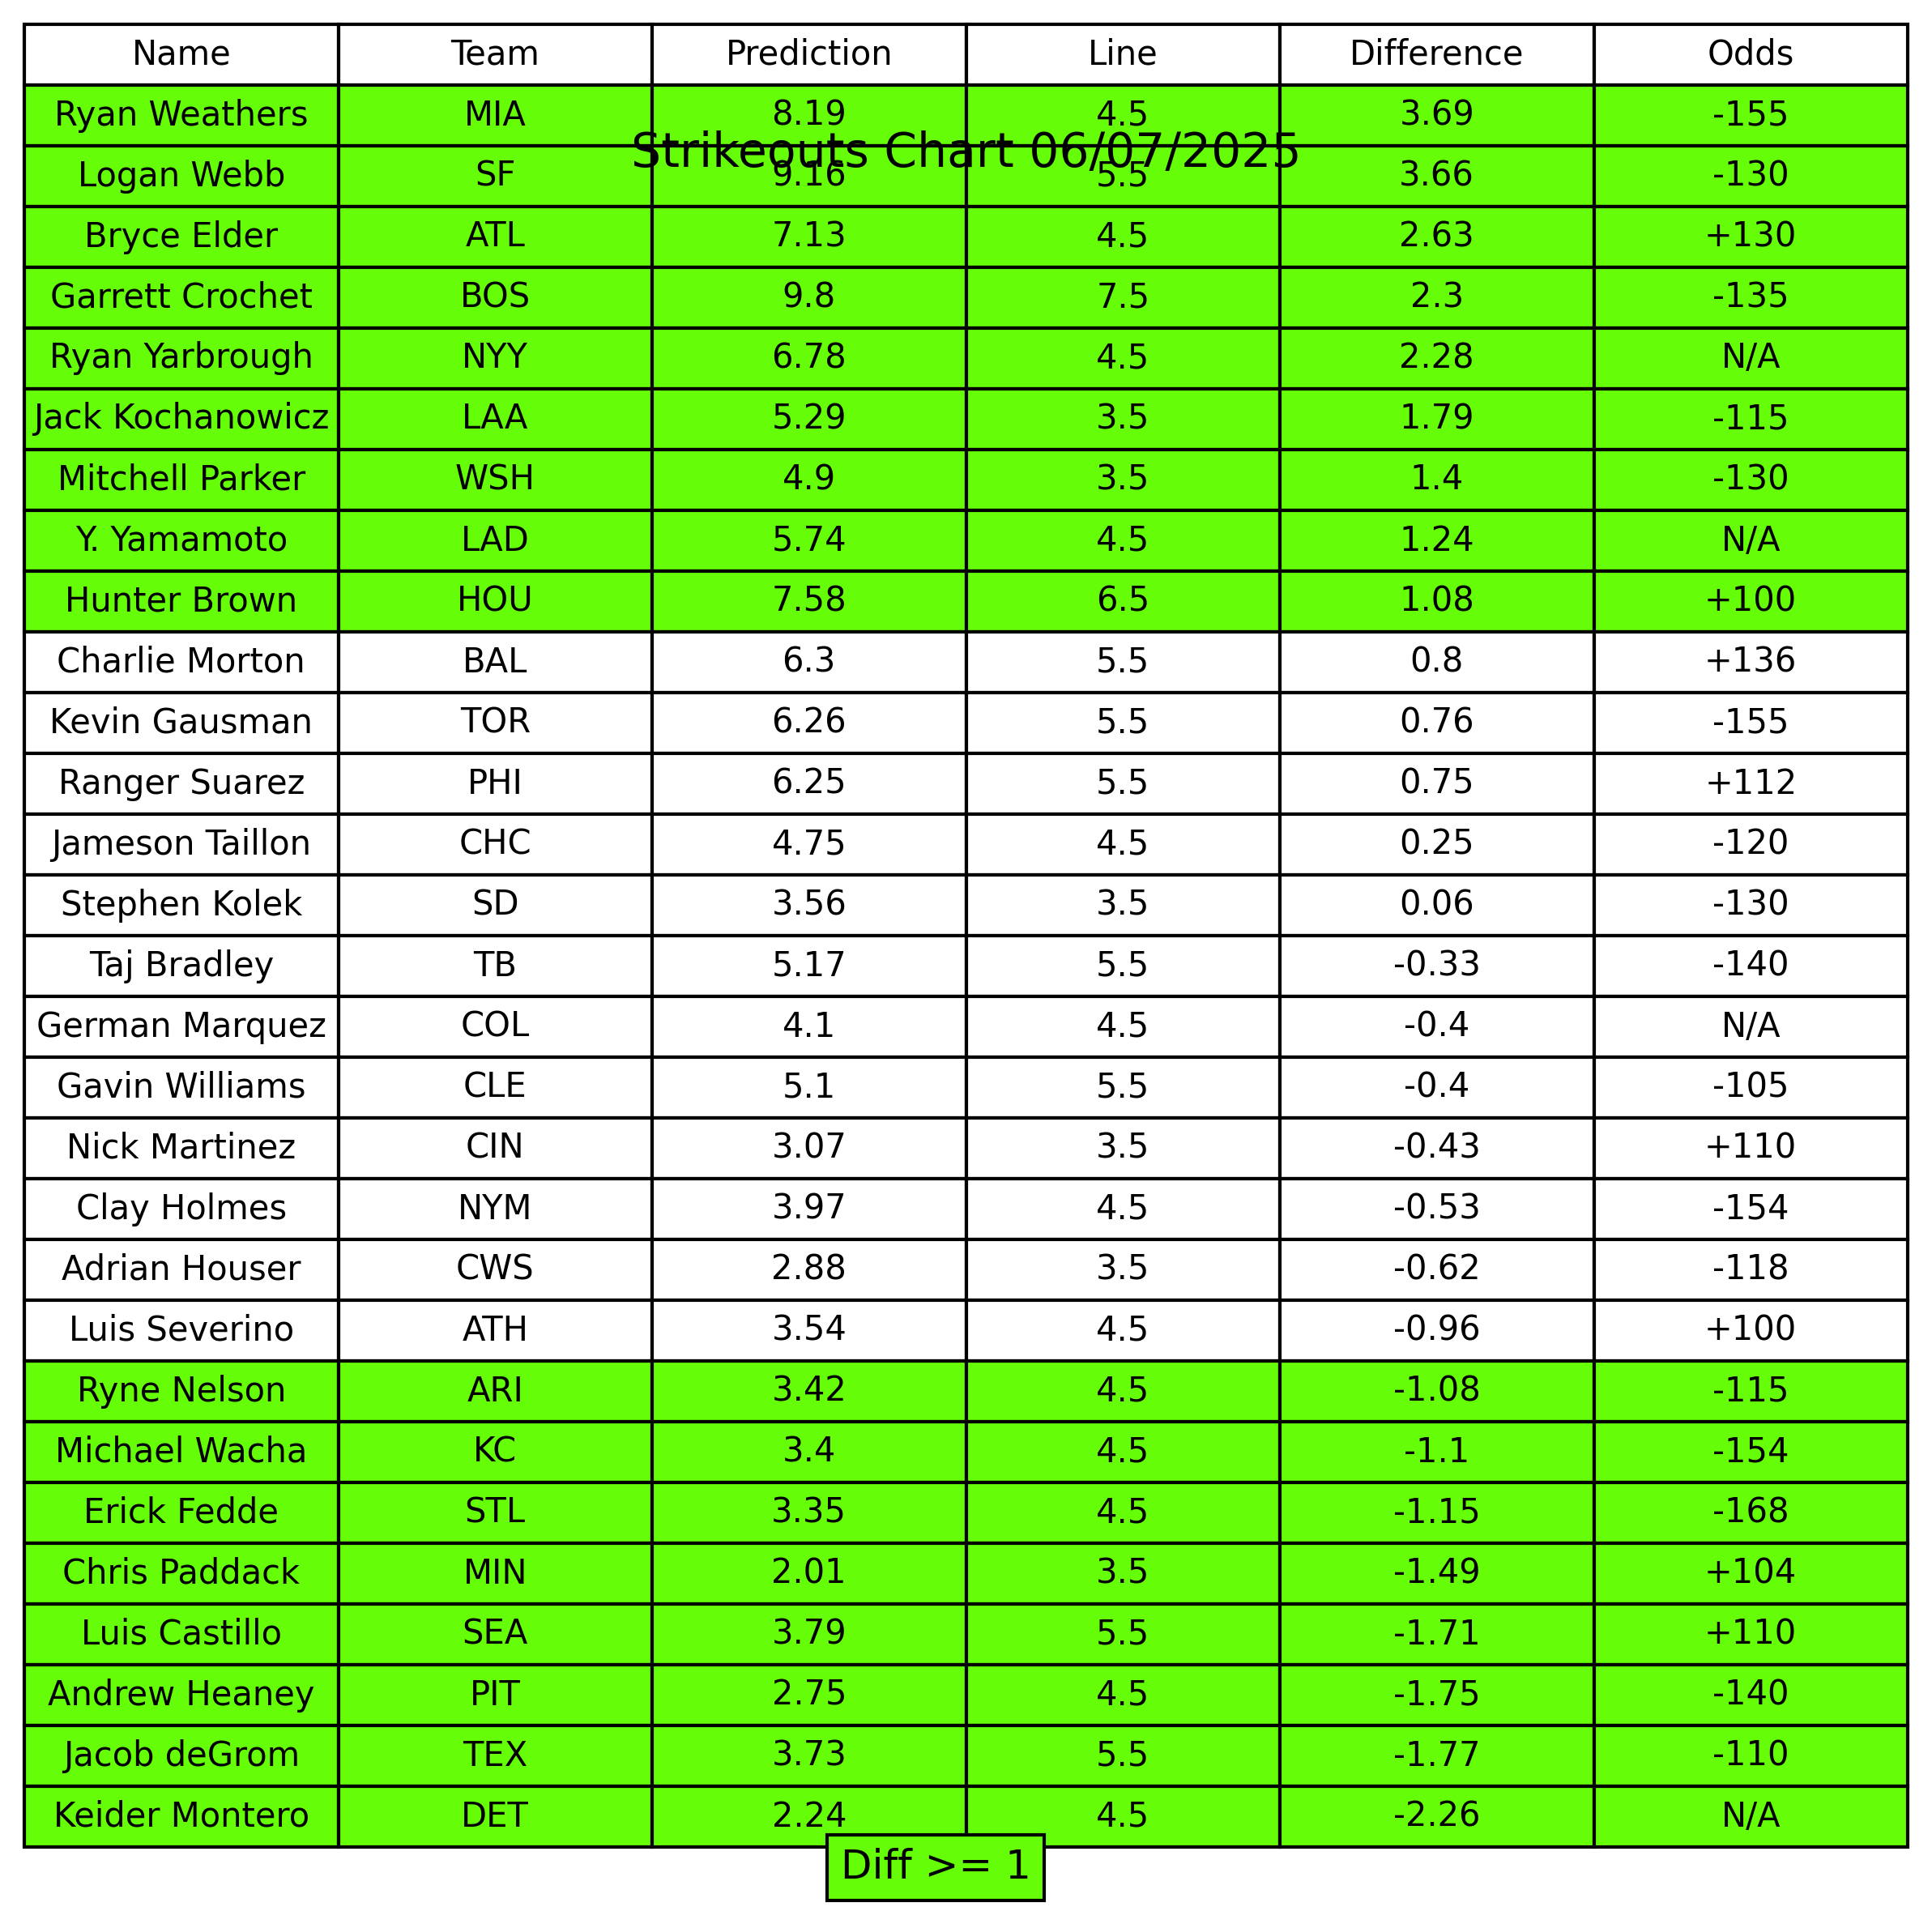 Name Team Prediction Line Difference Odds
Ryan Weathers MIA 8.19 4.5 3.69 -155
Strikeouts Chart 06/07/2025
Logan Webb SF 9.16 5.5 3.66 -130
Bryce Elder ATL 7.13 4.5 2.63 +130
Garrett Crochet BOS 9.8 7.5 2.3 -135
Ryan Yarbrough NYY 6.78 4.5 2.28 N/A
Jack Kochanowicz LAA 5.29 3.5 1.79 -115
Mitchell Parker WSH 4.9 3.5 1.4 -130
Y. Yamamoto LAD 5.74 4.5 1.24 N/A
Hunter Brown HOU 7.58 6.5 1.08 +100
Charlie Morton BAL 6.3 5.5 0.8 +136
Kevin Gausman TOR 6.26 5.5 0.76 -155
Ranger Suarez PHI 6.25 5.5 0.75 +112
Jameson Taillon CHC 4.75 4.5 0.25 -120
Stephen Kolek SD 3.56 3.5 0.06 -130
Taj Bradley TB 5.17 5.5 -0.33 -140
German Marquez COL 4.1 4.5 -0.4 N/A
Gavin Williams CLE 5.1 5.5 -0.4 -105
Nick Martinez CIN 3.07 3.5 -0.43 +110
Clay Holmes NYM 3.97 4.5 -0.53 -154
Adrian Houser CWS 2.88 3.5 -0.62 -118
Luis Severino ATH 3.54 4.5 -0.96 +100
Ryne Nelson ARI 3.42 4.5 -1.08 -115
Michael Wacha KC 3.4 4.5 -1.1 -154
Erick Fedde STL 3.35 4.5 -1.15 -168
Chris Paddack MIN 2.01 3.5 -1.49 +104
Luis Castillo SEA 3.79 5.5 -1.71 +110
Andrew Heaney PIT 2.75 4.5 -1.75 -140
Jacob deGrom TEX 3.73 5.5 -1.77 -110
Keider Montero DET 2.24 4.5 -2.26 N/A
Diff >= 1